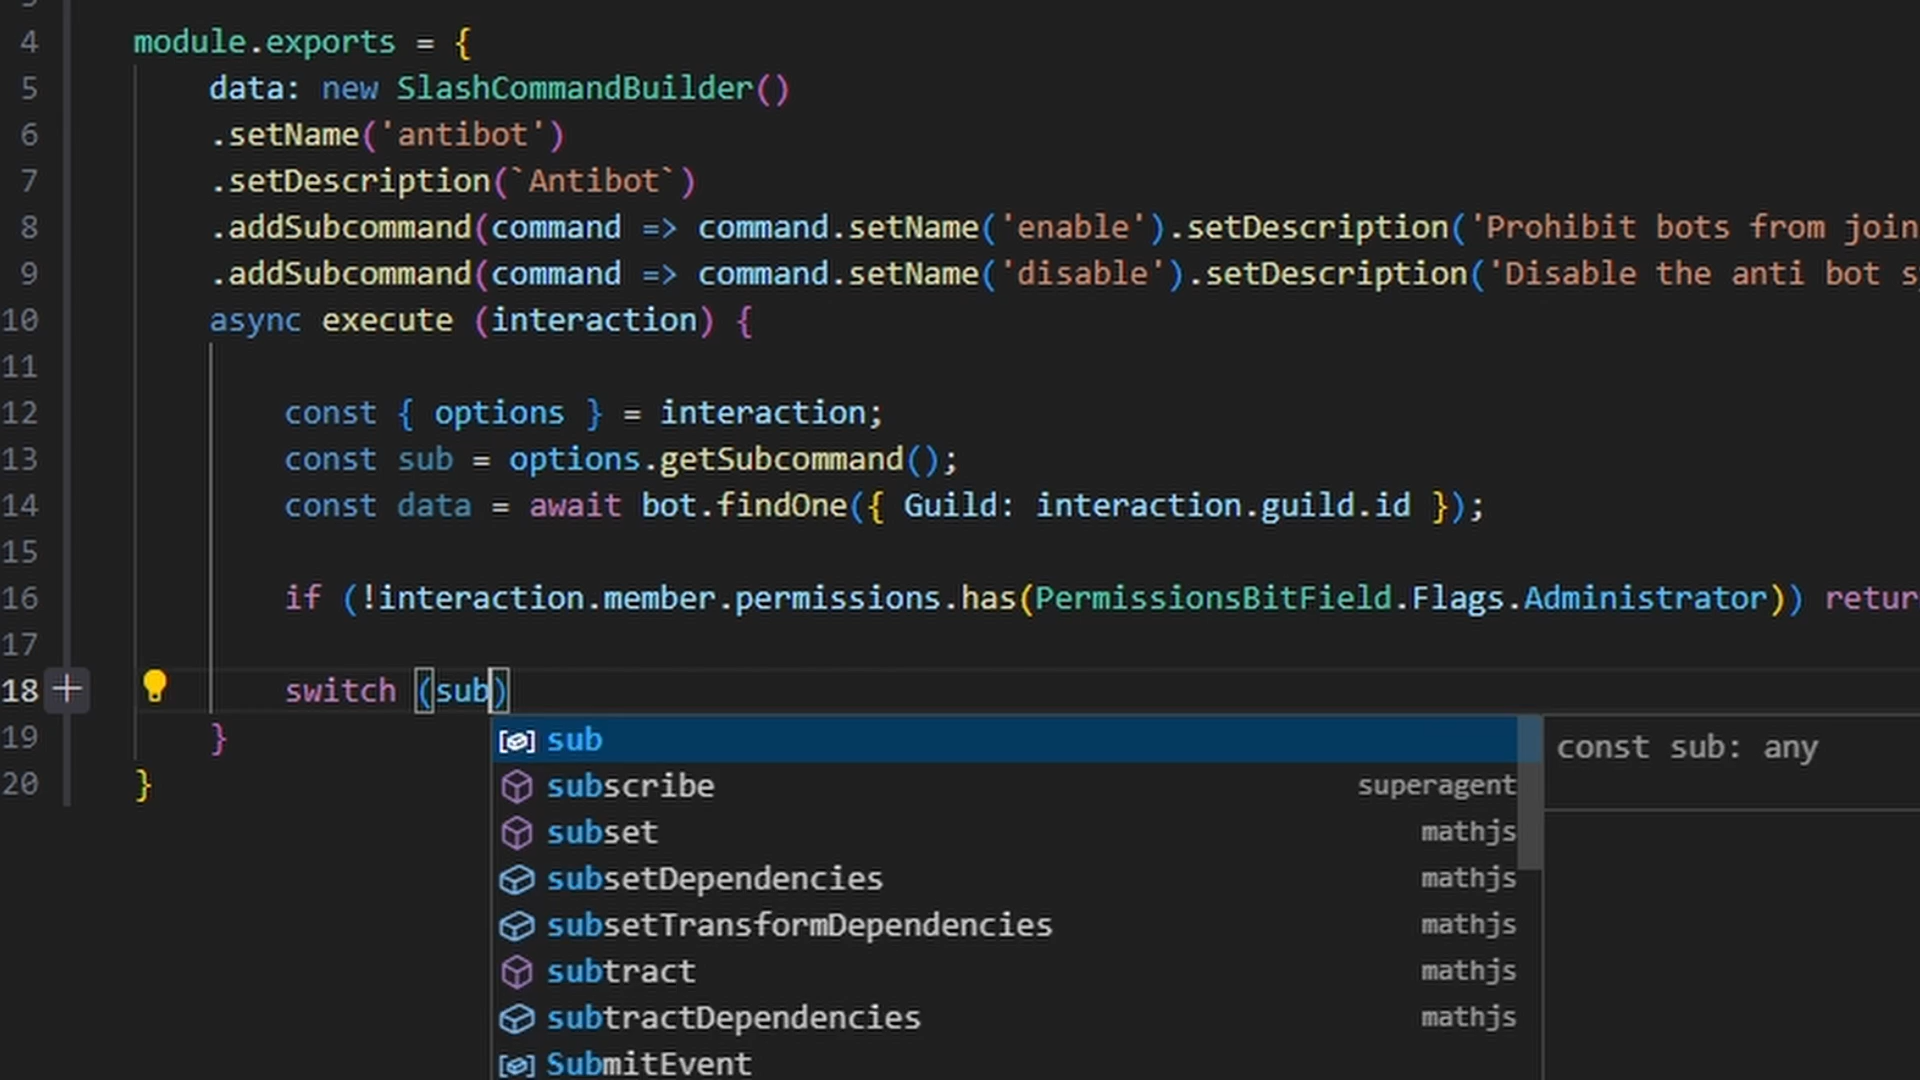 4 module.exports = {
5 data: new SlashCommandBuilder()
6 .setName('antibot')
7 .setDescription(`Antibot`)
8 .addSubcommand(command => command.setName('enable').setDescription('Prohibit bots from join
9 .addSubcommand(command => command.setName('disable').setDescription('Disable the anti bot s
10 async execute (interaction) {
11
12 const { options } = interaction;
13 const sub = options.getSubcommand();
14 const data = await bot.findOne({ Guild: interaction.guild.id });
15
16 if (!interaction.member.permissions.has(PermissionsBitField.Flags.Administrator)) retur
17
18 switch (sub)
19 }
20 }
sub
const sub: any
subscribe superagent
subset mathjs
subsetDependencies mathjs
subsetTransformDependencies mathjs
subtract mathjs
subtractDependencies mathjs
SubmitEvent